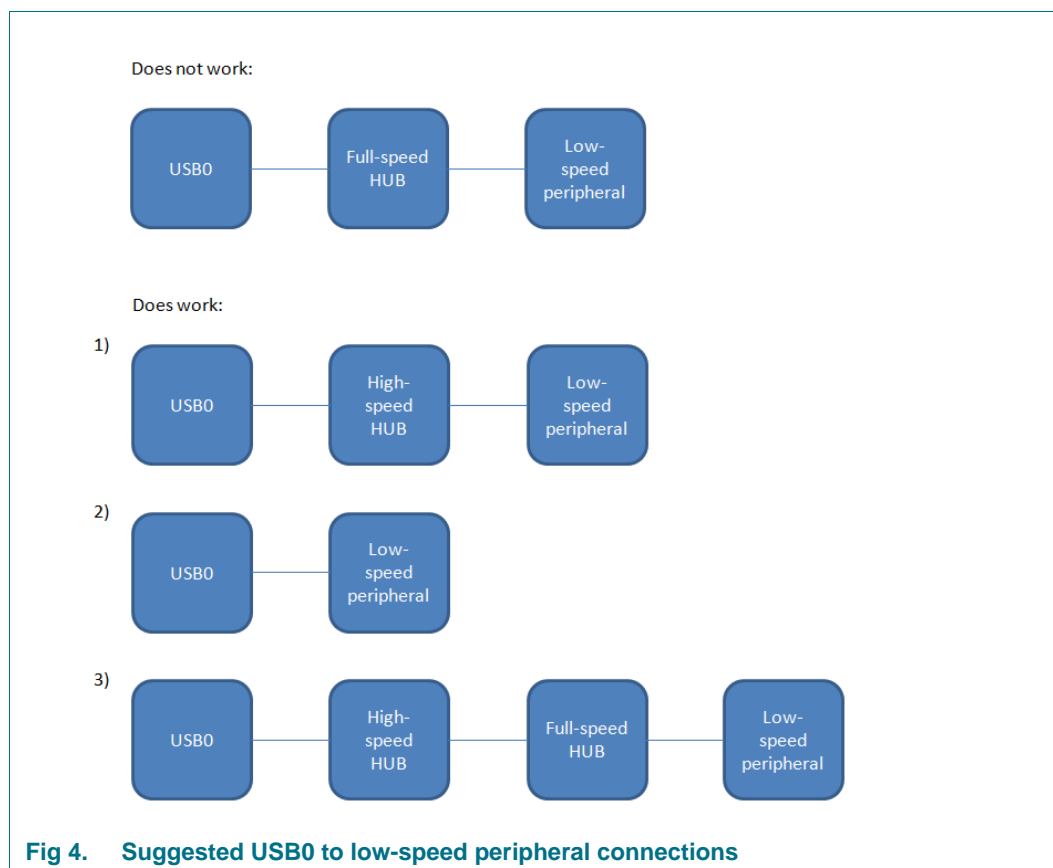 Does not work:
USB0
Full-speed
HUB
Low-
speed
peripheral
Does work:
1)
USB0
High-
speed
HUB
Low-
speed
peripheral
2)
USB0
Low-
speed
peripheral
3)
USB0
High-
speed
HUB
Full-speed
HUB
Low-
speed
peripheral
Fig 4. Suggested USB0 to low-speed peripheral connections